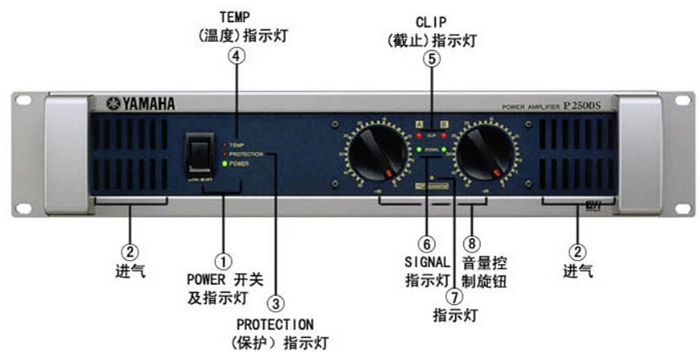 TEMP
(温度)指示灯
④
CLIP
(截止)指示灯
⑤
YAMAHA
POWER AMPLIFIER P2500S
A B
TEMP
PROTECTION
POWER
CLIP
SIGNAL
ON/OFF
②
进气
①
POWER 开关
及指示灯
③
PROTECTION
(保护) 指示灯
⑥
SIGNAL
指示灯
⑦
指示灯
⑧
音量控
制旋钮
②
进气